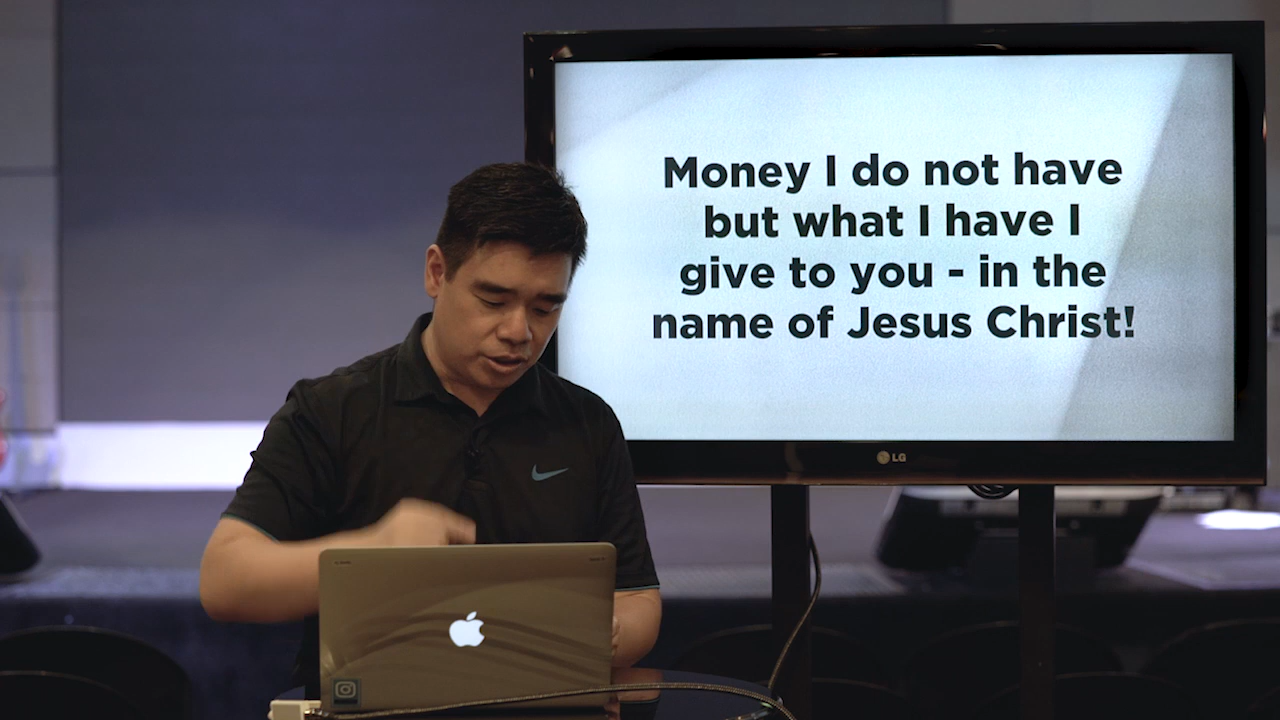 Money I do not have
but what I have I
give to you - in the
name of Jesus Christ!
LG